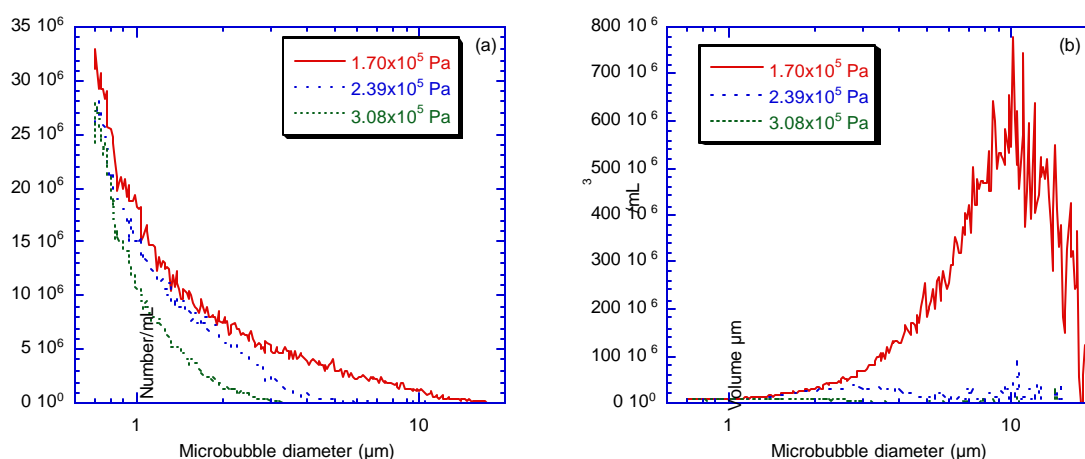 (a)
35 10⁶
30 10⁶
25 10⁶
20 10⁶
15 10⁶
10 10⁶
5 10⁶
0 10⁰
Number/mL
1.70x10⁵ Pa
2.39x10⁵ Pa
3.08x10⁵ Pa
1
10
Microbubble diameter (µm)
(b)
800 10⁶
700 10⁶
600 10⁶
500 10⁶
400 10⁶
300 10⁶
200 10⁶
100 10⁶
0 10⁰
Volume µm
3
/mL
1.70x10⁵ Pa
2.39x10⁵ Pa
3.08x10⁵ Pa
1
10
Microbubble diameter (µm)